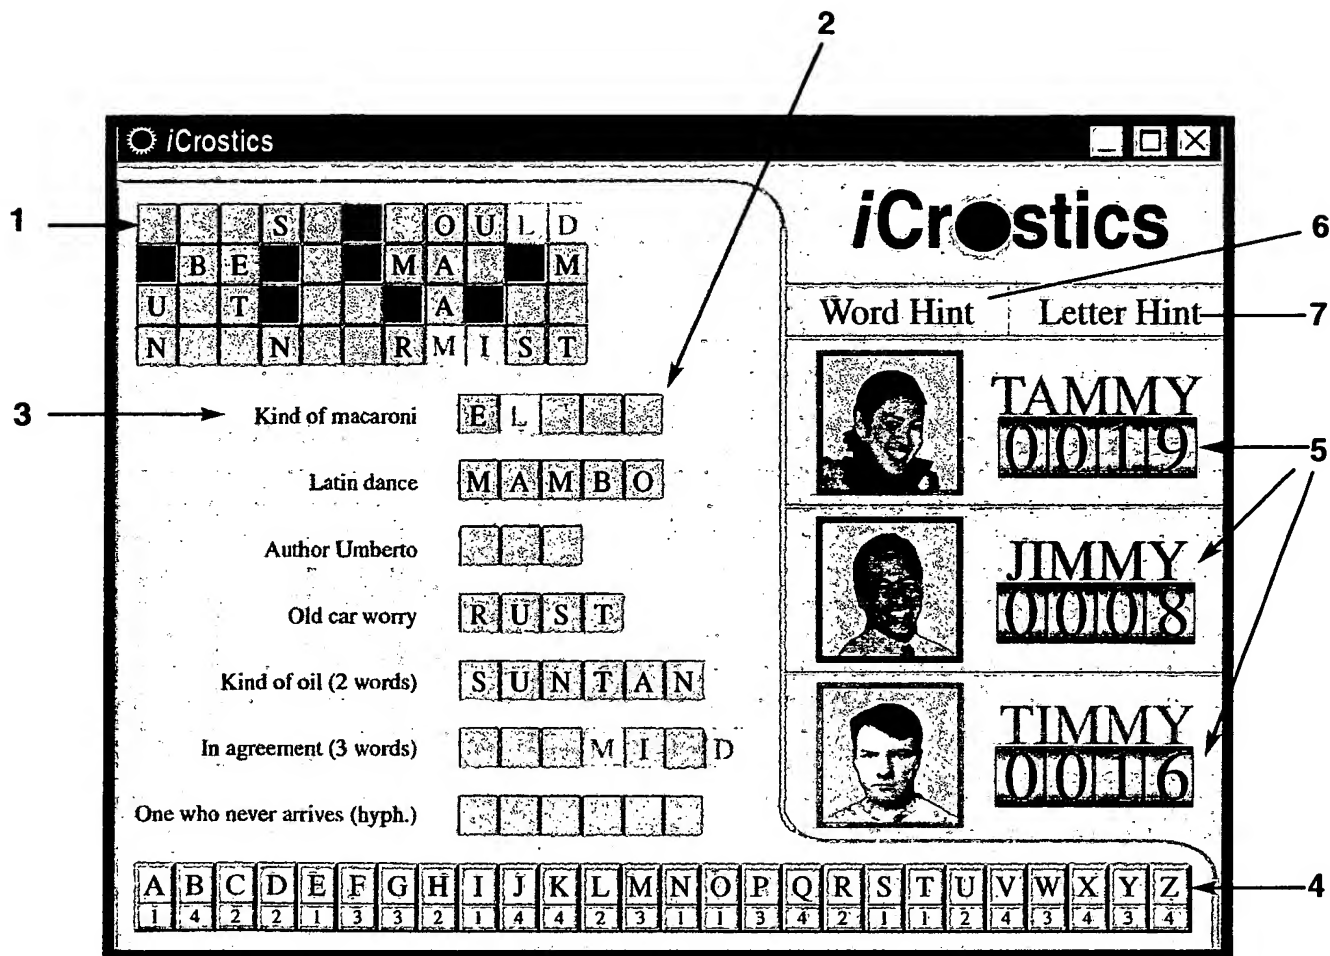 2
iCrostics
1
S O U L D
B E M A M
U T A
N N R M I S T
iCrostics
6
Word Hint Letter Hint
7
3
Kind of macaroni E L
Latin dance M A M B O
Author Umberto
Old car worry R U S T
Kind of oil (2 words) S U N T A N
In agreement (3 words) M I D
One who never arrives (hyph.)
TAMMY
0019
5
JIMMY
0008
TIMMY
0016
A B C D E F G H I J K L M N O P Q R S T U V W X Y Z
1 4 2 2 1 3 3 2 1 4 4 2 3 1 1 3 4 2 1 1 2 4 3 4 3 4
4